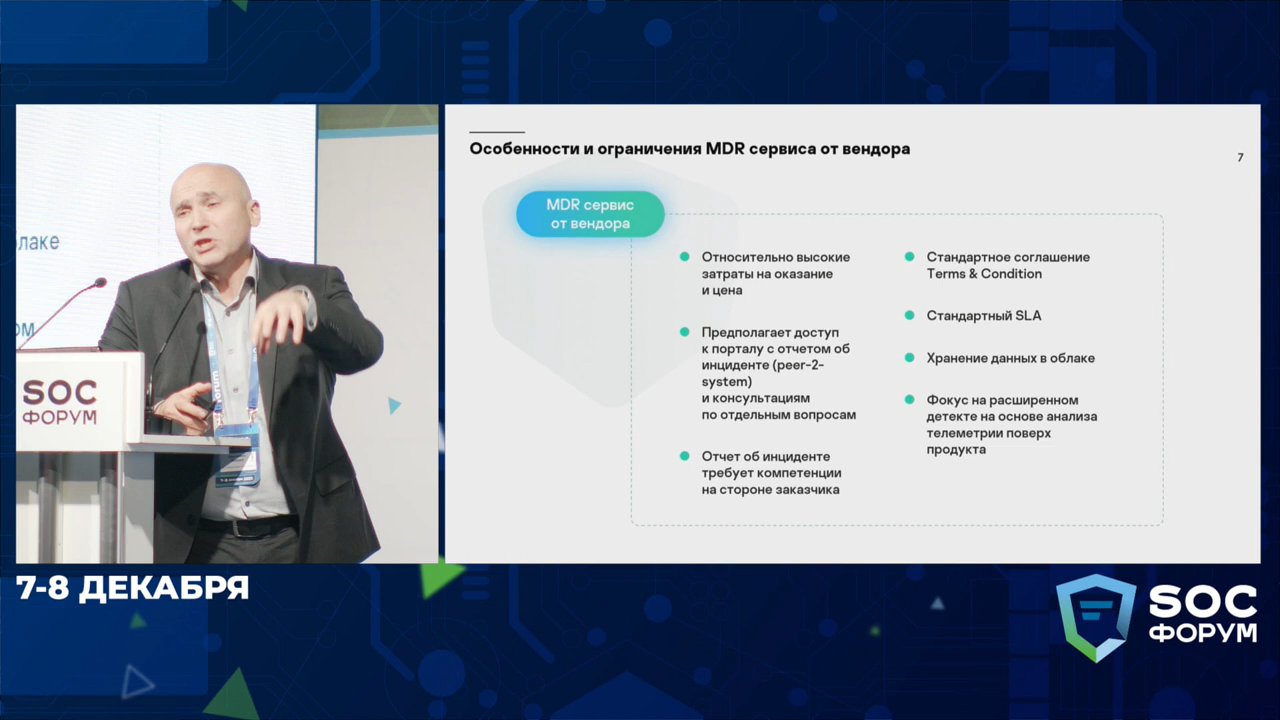 лаке
ом
SOC
ФОРУМ
Особенности и ограничения MDR сервиса от вендора
7
MDR сервис
от вендора
Относительно высокие
затраты на оказание
и цена
Предполагает доступ
к порталу с отчетом об
инциденте (peer-2-
system)
и консультациям
по отдельным вопросам
Отчет об инциденте
требует компетенции
на стороне заказчика
Стандартное соглашение
Terms & Condition
Стандартный SLA
Хранение данных в облаке
Фокус на расширенном
детекте на основе анализа
телеметрии поверх
продукта
7-8 ДЕКАБРЯ
SOC
ФОРУМ